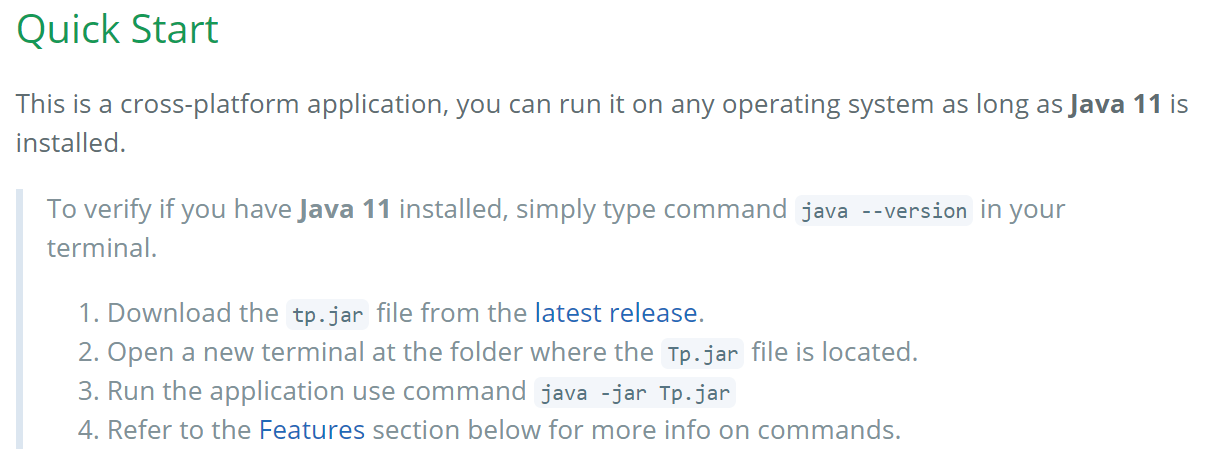 Quick Start
This is a cross-platform application, you can run it on any operating system as long as Java 11 is
installed.
To verify if you have Java 11 installed, simply type command java --version in your
terminal.
1. Download the tp.jar file from the latest release.
2. Open a new terminal at the folder where the Tp.jar file is located.
3. Run the application use command java -jar Tp.jar
4. Refer to the Features section below for more info on commands.